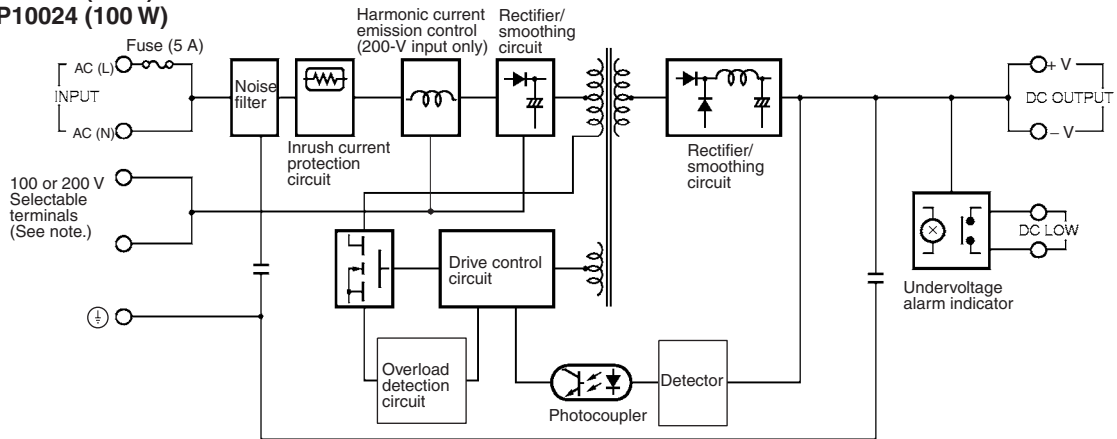 P10024 (100 W)
Harmonic current
emission control
(200-V input only)
Rectifier/
smoothing
circuit
Fuse (5 A)
AC (L)
INPUT
AC (N)
Noise
filter
Inrush current
protection
circuit
Rectifier/
smoothing
circuit
+ V
DC OUTPUT
– V
100 or 200 V
Selectable
terminals
(See note.)
DC LOW
Undervoltage
alarm indicator
Drive control
circuit
Overload
detection
circuit
Photocoupler
Detector